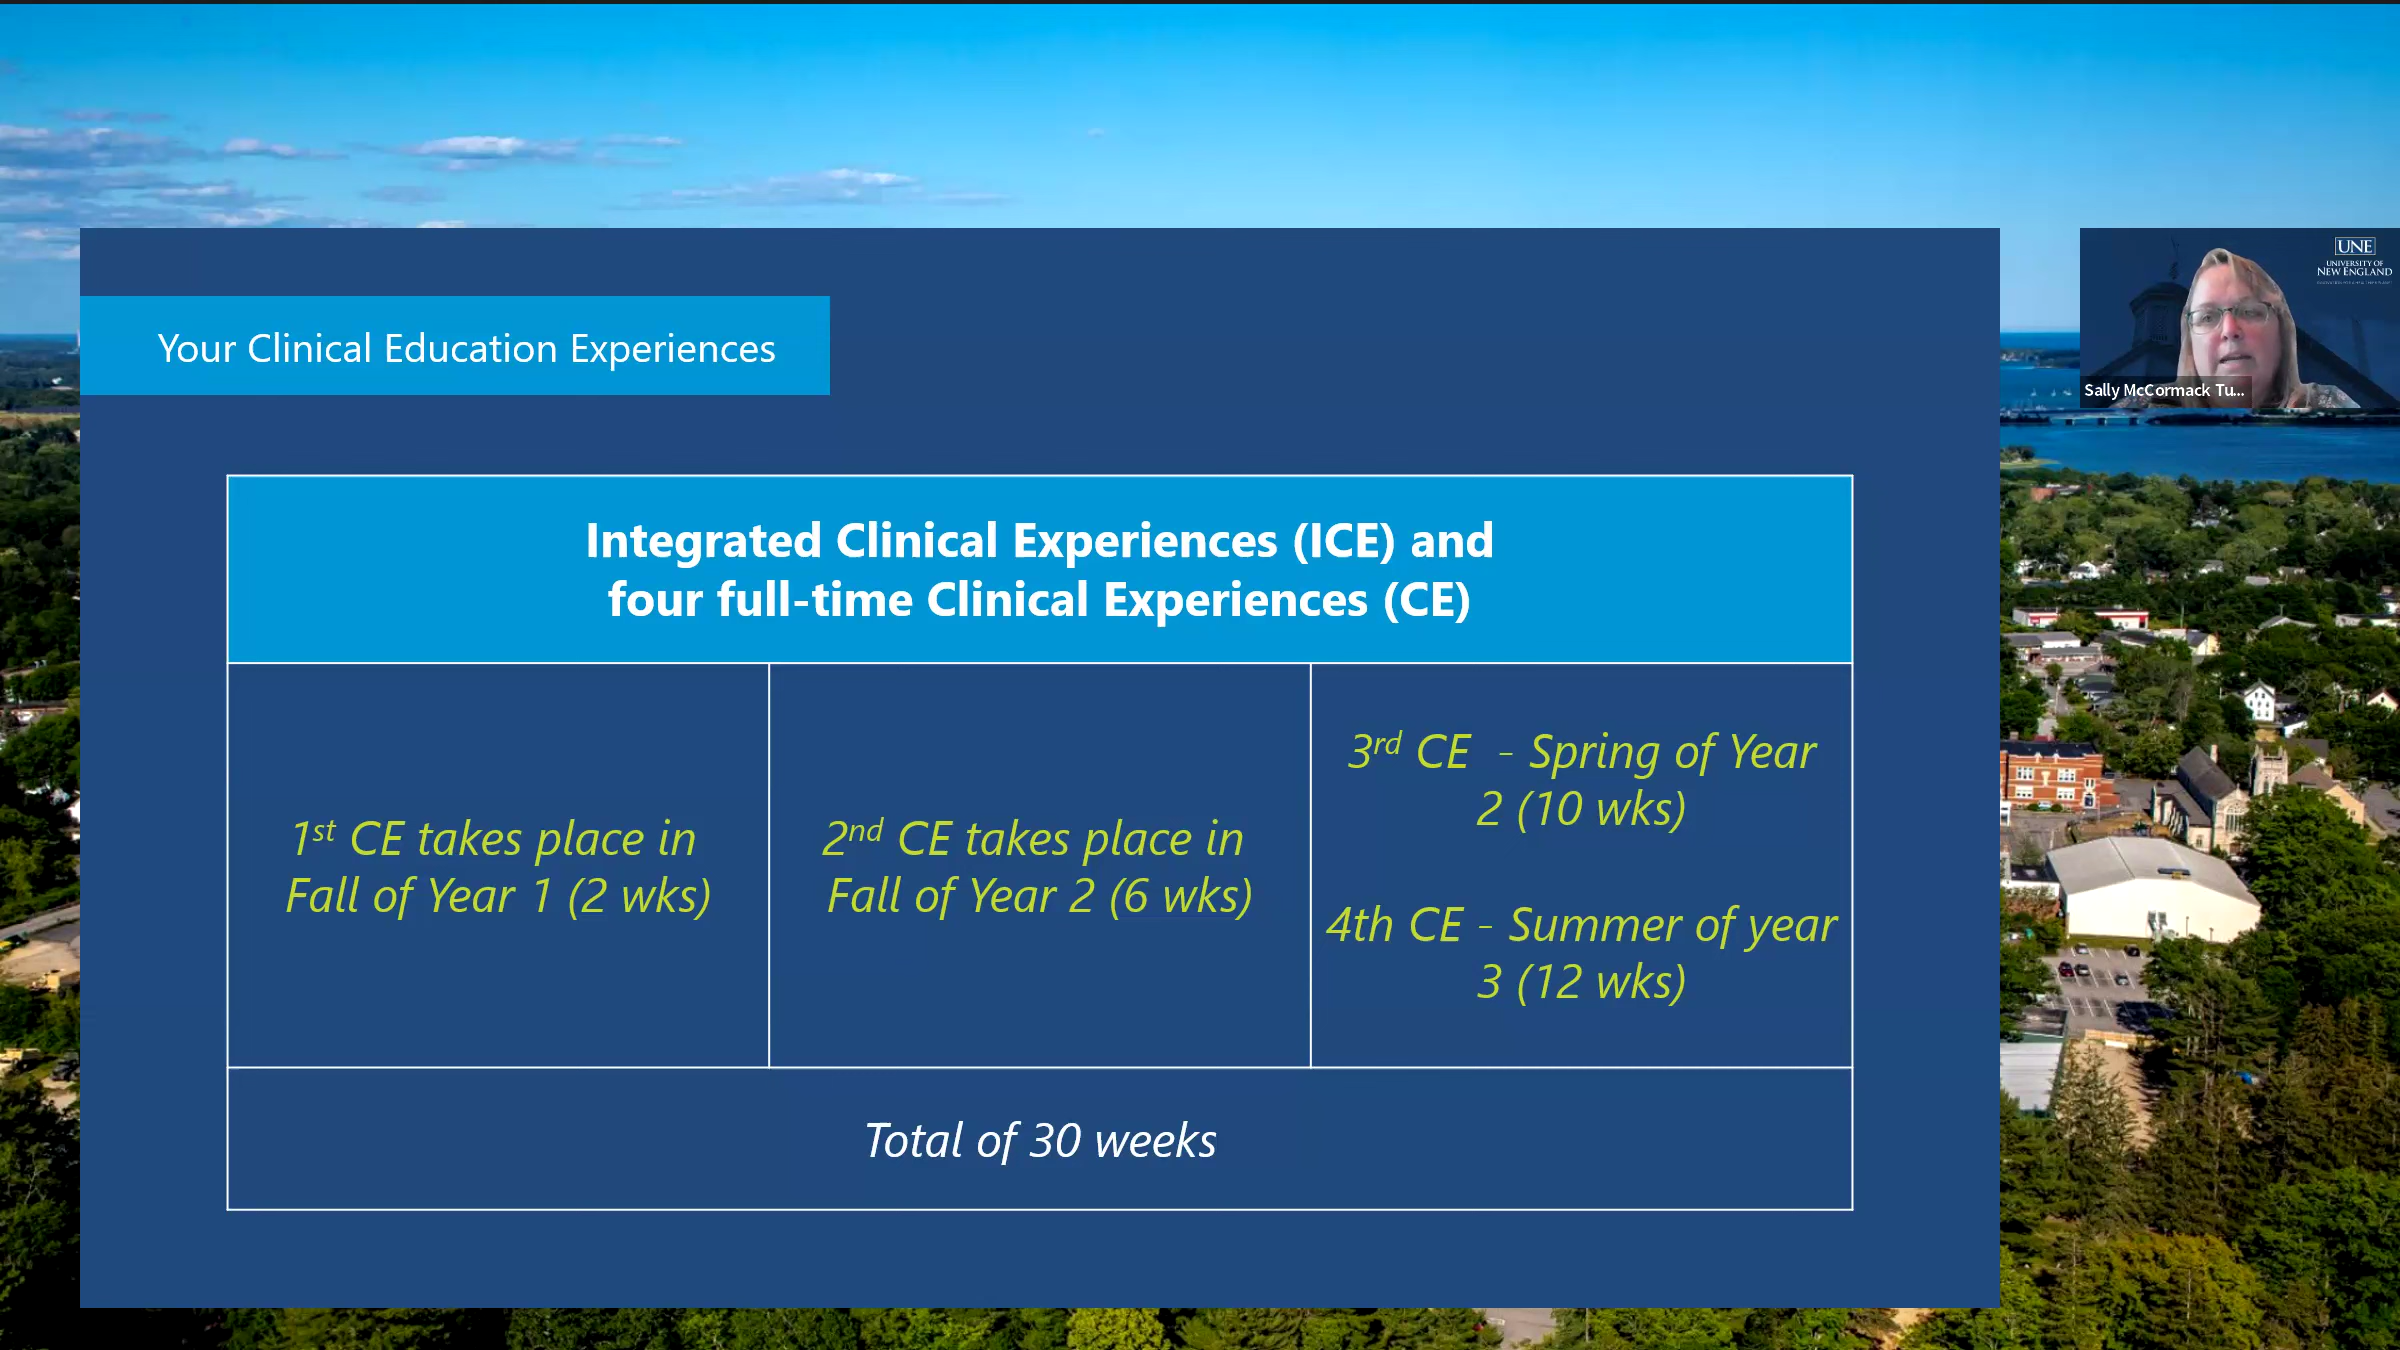 Your Clinical Education Experiences
UNE
UNIVERSITY OF
NEW ENGLAND
Sally McCormack Tu...
Integrated Clinical Experiences (ICE) and
four full-time Clinical Experiences (CE)
1st CE takes place in
Fall of Year 1 (2 wks)
2nd CE takes place in
Fall of Year 2 (6 wks)
3rd CE - Spring of Year
2 (10 wks)
4th CE - Summer of year
3 (12 wks)
Total of 30 weeks